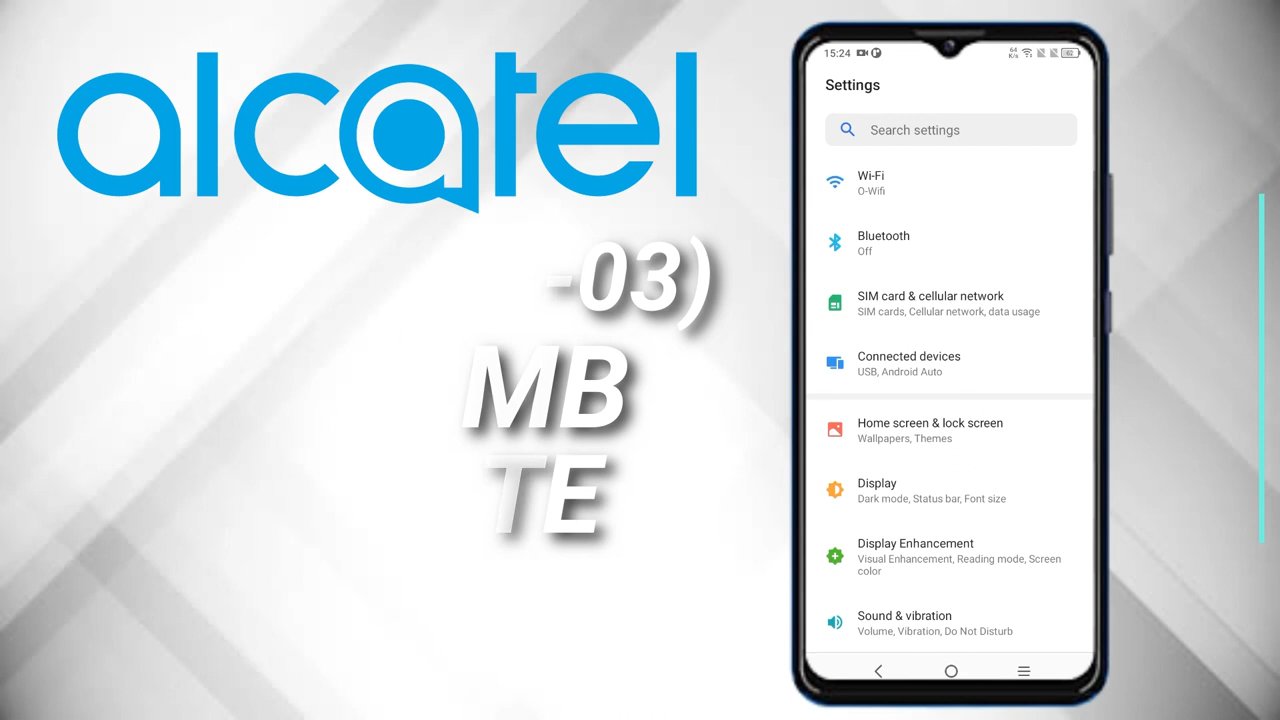 alcatel
-03)
MB
TE
15:24
64
K/s
62
Settings
Search settings
Wi-Fi
O-Wifi
Bluetooth
Off
SIM card & cellular network
SIM cards, Cellular network, data usage
Connected devices
USB, Android Auto
Home screen & lock screen
Wallpapers, Themes
Display
Dark mode, Status bar, Font size
Display Enhancement
Visual Enhancement, Reading mode, Screen
color
Sound & vibration
Volume, Vibration, Do Not Disturb